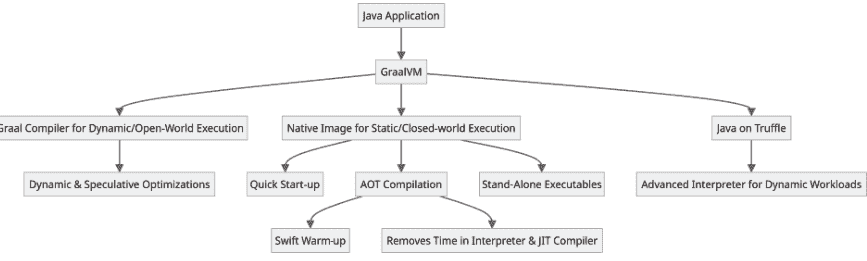 Java Application
GraalVM
Graal Compiler for Dynamic/Open-World Execution
Native Image for Static/Closed-world Execution
Java on Truffle
Dynamic & Speculative Optimizations
Quick Start-up
AOT Compilation
Stand-Alone Executables
Advanced Interpreter for Dynamic Workloads
Swift Warm-up
Removes Time in Interpreter & JIT Compiler